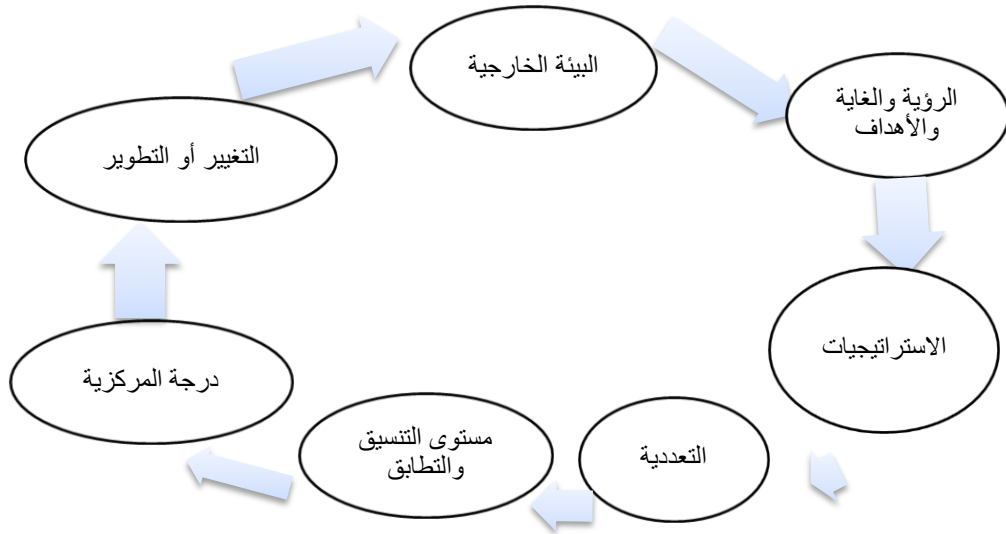 البيئة الخارجية
الرؤية والغاية
والأهداف
الاستراتيجيات
التعددية
مستوى التنسيق
والتطابق
درجة المركزية
التغيير أو التطوير